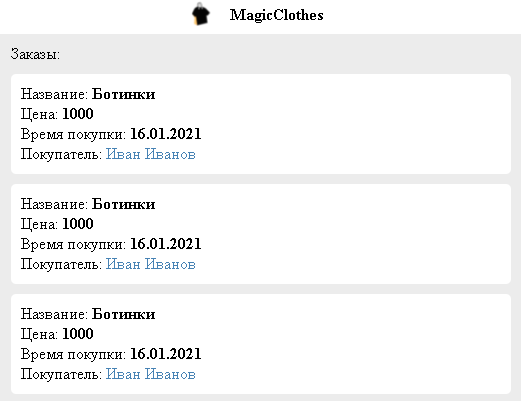 MagicClothes
Заказы:
Название: Ботинки
Цена: 1000
Время покупки: 16.01.2021
Покупатель: Иван Иванов
Название: Ботинки
Цена: 1000
Время покупки: 16.01.2021
Покупатель: Иван Иванов
Название: Ботинки
Цена: 1000
Время покупки: 16.01.2021
Покупатель: Иван Иванов